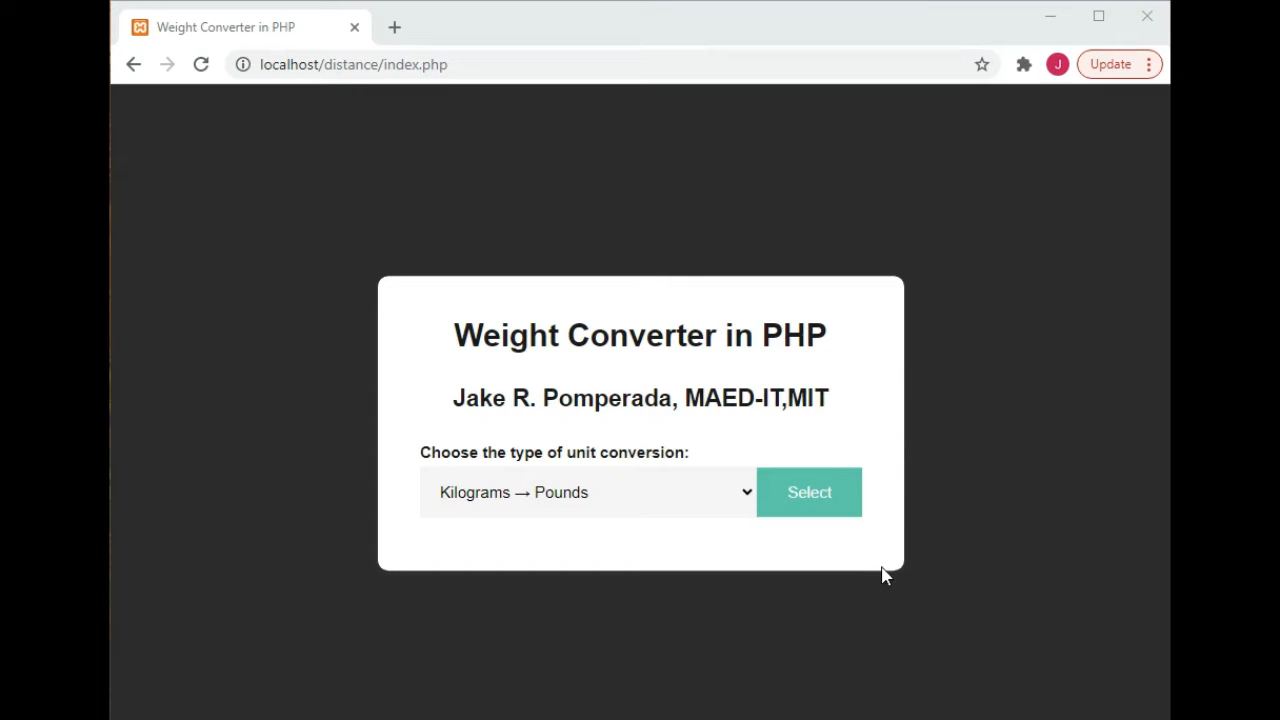 Weight Converter in PHP
localhost/distance/index.php
J
Update
Weight Converter in PHP
Jake R. Pomperada, MAED-IT,MIT
Choose the type of unit conversion:
Kilograms → Pounds
Select